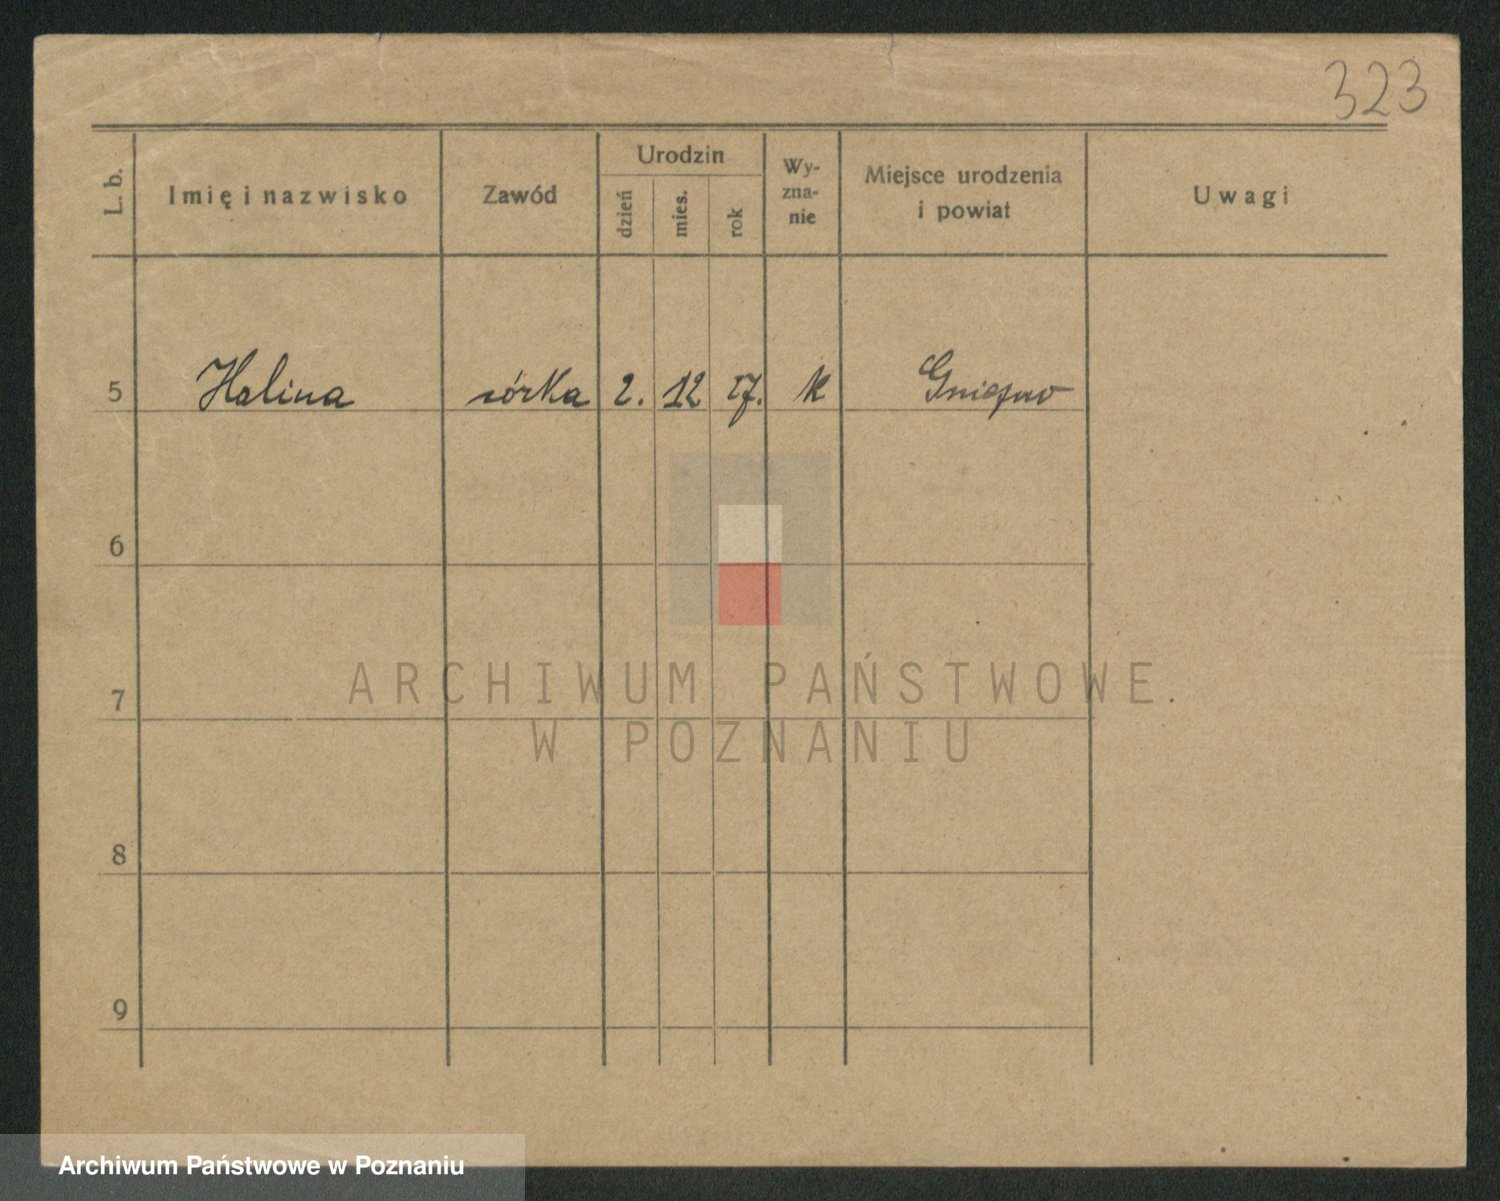 323
L. b. Imię i nazwisko Zawód Urodzin dzień mies. rok Wy-zna-nie Miejsce urodzenia i powiat Uwagi
5 Halina córka 2. 12 27. k Gniezno
6
7
8
9
ARCHIWUM PAŃSTWOWE
W POZNANIU
Archiwum Państwowe w Poznaniu